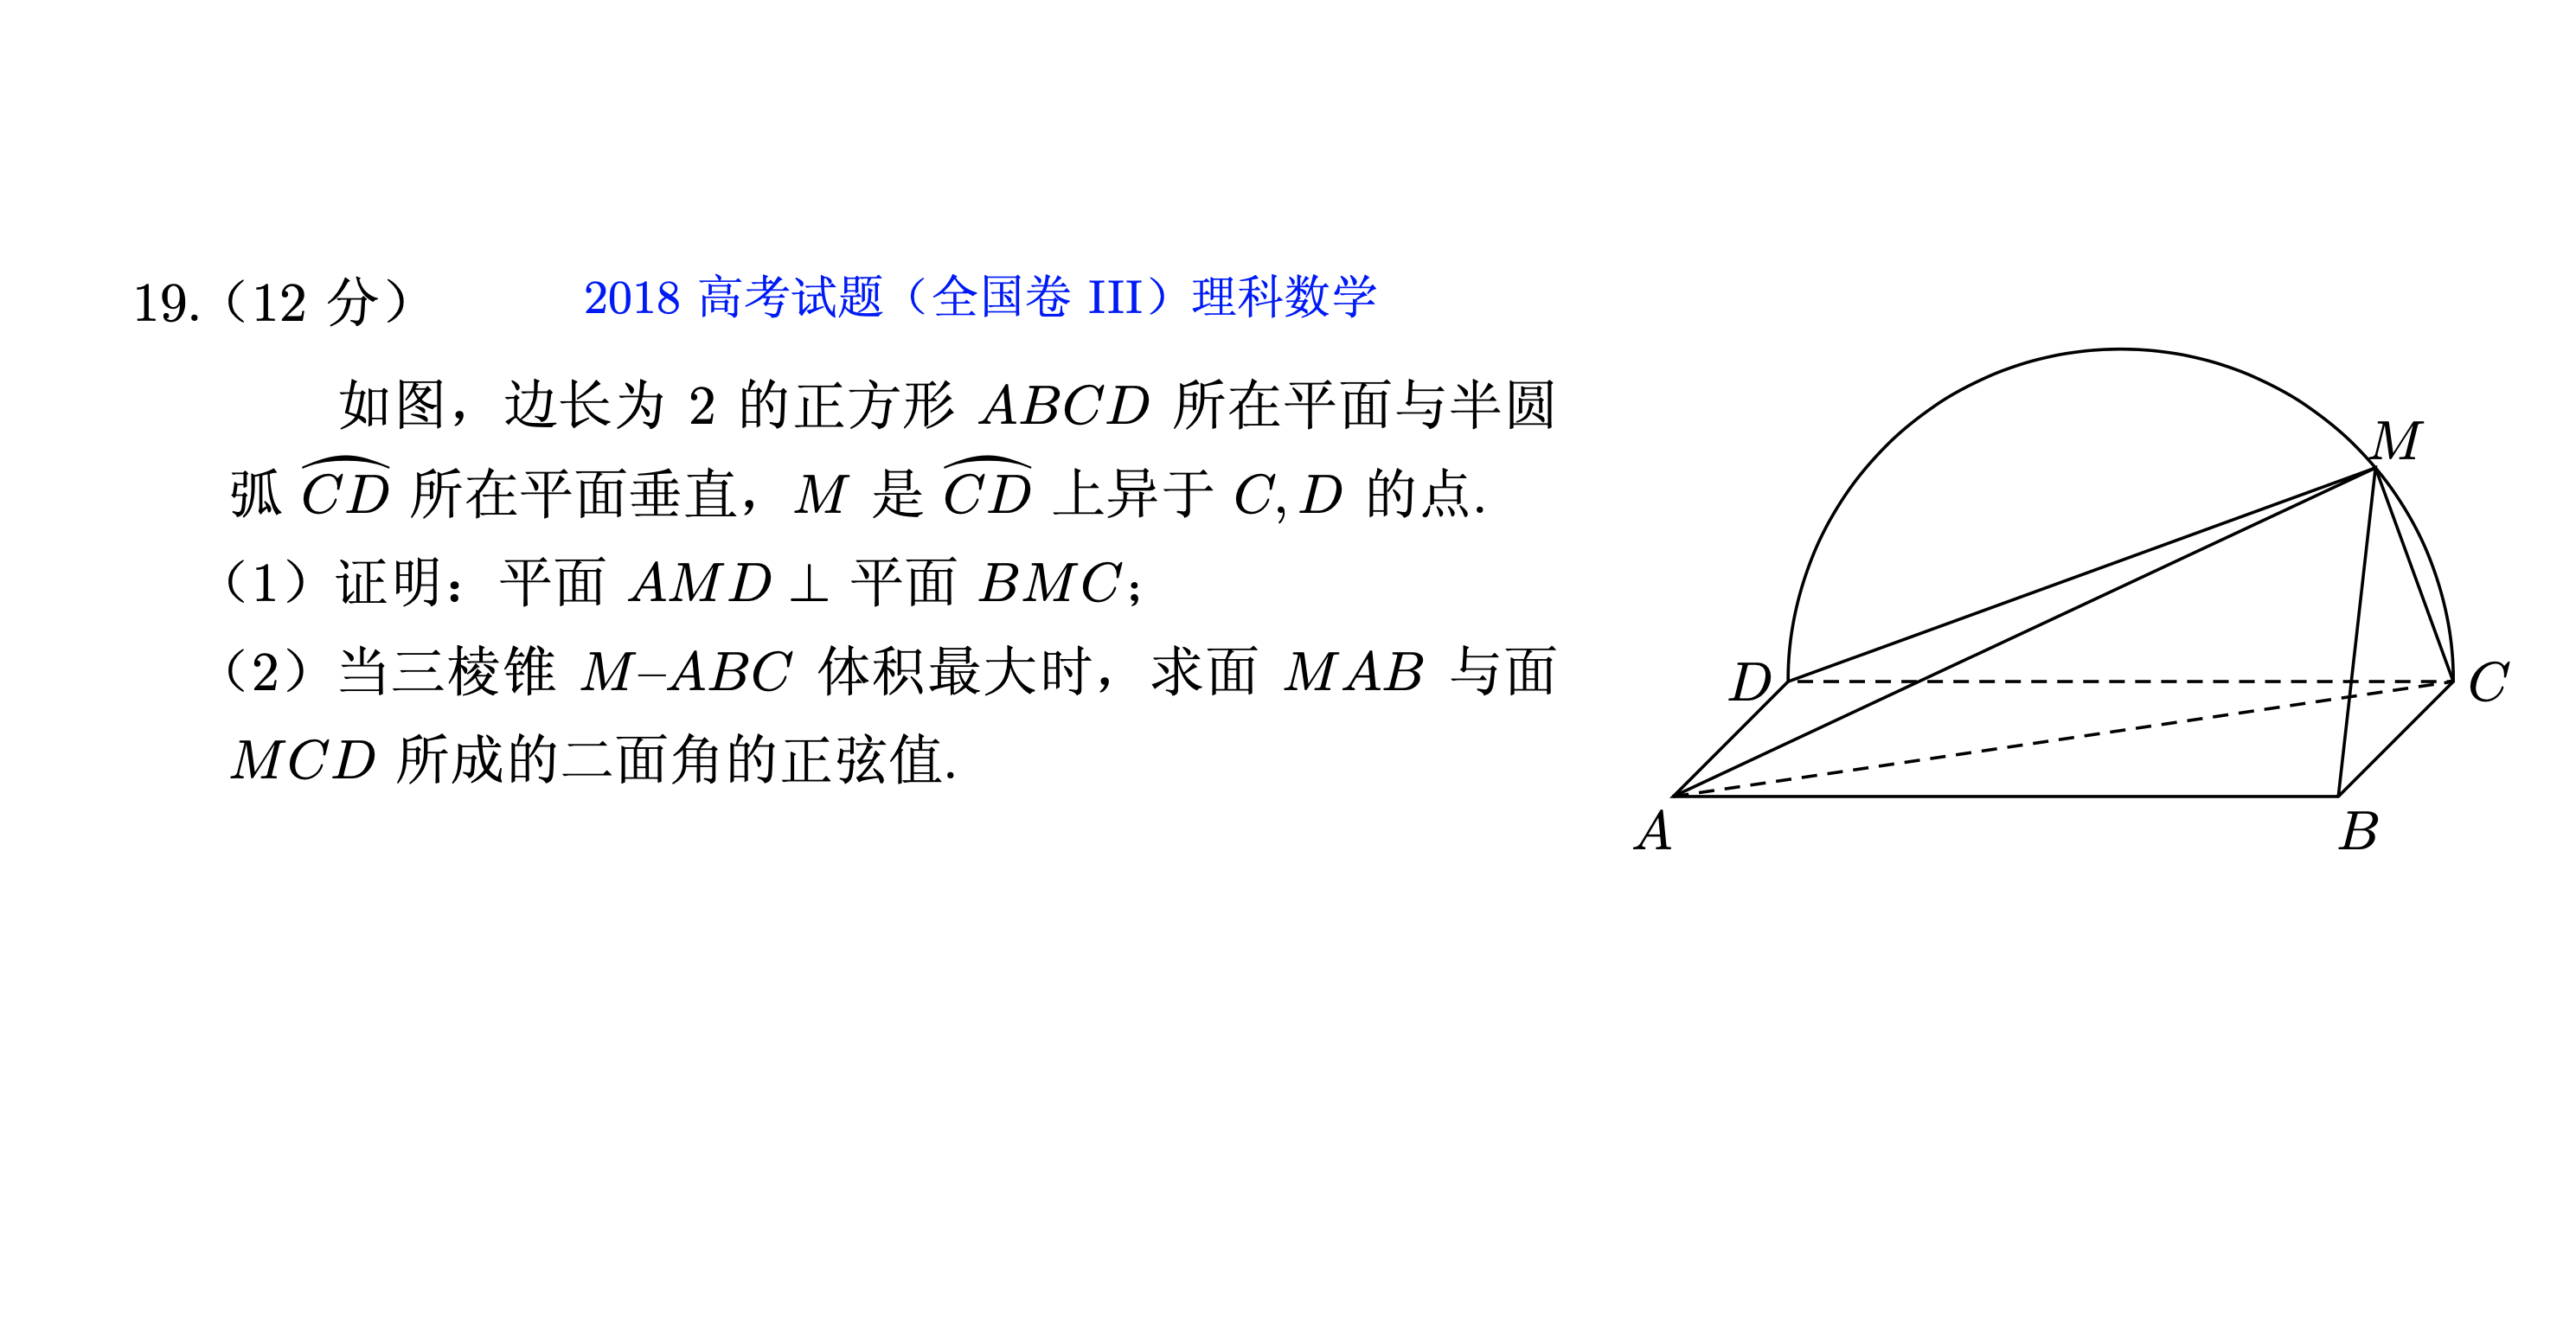 19.（12 分）
2018 高考试题（全国卷 III）理科数学
如图，边长为 2 的正方形 ABCD 所在平面与半圆
弧 $\overset{\frown}{CD}$ 所在平面垂直，M 是 $\overset{\frown}{CD}$ 上异于 C, D 的点.
（1）证明：平面 AMD ⊥ 平面 BMC；
（2）当三棱锥 M–ABC 体积最大时，求面 MAB 与面
MCD 所成的二面角的正弦值.
M
D
C
A
B